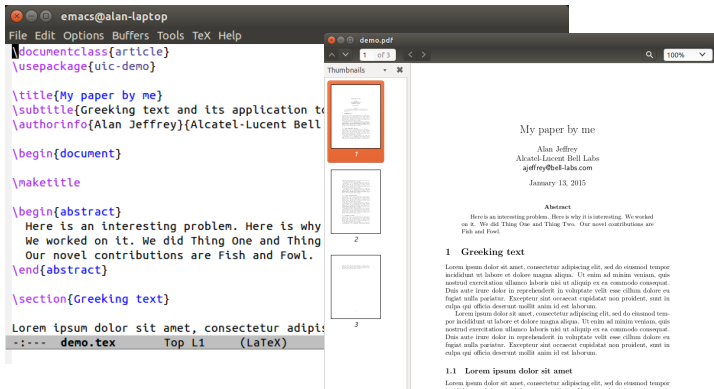 emacs@alan-laptop
File Edit Options Buffers Tools TeX Help
\documentclass{article}
\usepackage{uic-demo}
\title{My paper by me}
\subtitle{Greeking text and its application to
\authorinfo{Alan Jeffrey}{Alcatel-Lucent Bell
\begin{document}
\maketitle
\begin{abstract}
Here is an interesting problem. Here is why
We worked on it. We did Thing One and Thing
Our novel contributions are Fish and Fowl.
\end{abstract}
\section{Greeking text}
Lorem ipsum dolor sit amet, consectetur adipis
-:--- demo.tex Top L1 (LaTeX)
demo.pdf
1 of 3
100%
Thumbnails
1
2
3
My paper by me
Alan Jeffrey
Alcatel-Lucent Bell Labs
ajeffrey@bell-labs.com
January 13, 2015
Abstract
Here is an interesting problem. Here is why it is interesting. We worked
on it. We did Thing One and Thing Two. Our novel contributions are
Fish and Fowl.
1 Greeking text
Lorem ipsum dolor sit amet, consectetur adipiscing elit, sed do eiusmod tempor
incididunt ut labore et dolore magna aliqua. Ut enim ad minim veniam, quis
nostrud exercitation ullamco laboris nisi ut aliquip ex ea commodo consequat.
Duis aute irure dolor in reprehenderit in voluptate velit esse cillum dolore eu
fugiat nulla pariatur. Excepteur sint occaecat cupidatat non proident, sunt in
culpa qui officia deserunt mollit anim id est laborum.
Lorem ipsum dolor sit amet, consectetur adipiscing elit, sed do eiusmod tem-
por incididunt ut labore et dolore magna aliqua. Ut enim ad minim veniam, quis
nostrud exercitation ullamco laboris nisi ut aliquip ex ea commodo consequat.
Duis aute irure dolor in reprehenderit in voluptate velit esse cillum dolore eu
fugiat nulla pariatur. Excepteur sint occaecat cupidatat non proident, sunt in
culpa qui officia deserunt mollit anim id est laborum.
1.1 Lorem ipsum dolor sit amet
Lorem ipsum dolor sit amet, consectetur adipiscing elit, sed do eiusmod tempor